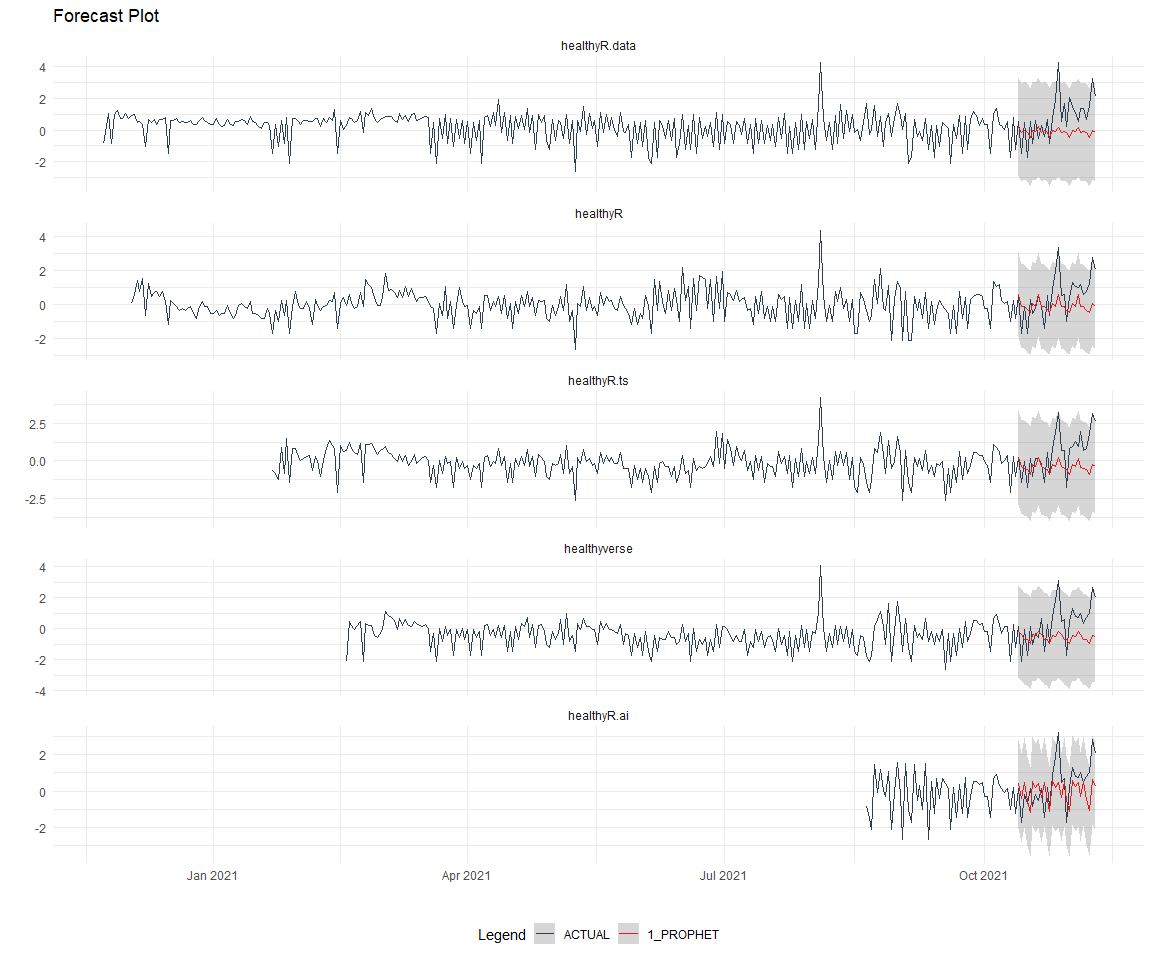 Forecast Plot
healthyR.data
4
2
0
-2
healthyR
4
2
0
-2
healthyR.ts
2.5
0.0
-2.5
healthyverse
4
2
0
-2
-4
healthyR.ai
2
0
-2
Jan 2021 Apr 2021 Jul 2021 Oct 2021
Legend ACTUAL 1_PROPHET